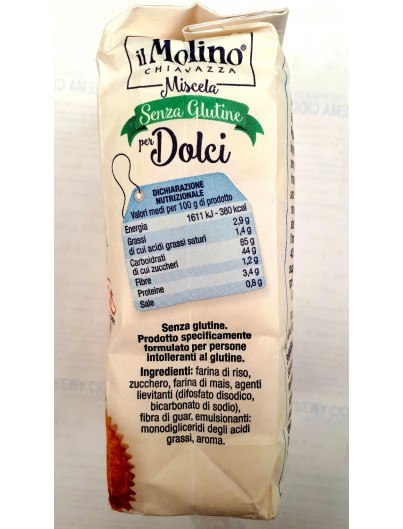 il Molino®
CHIAVAZZA
Miscela
Senza Glutine
per Dolci
DICHIARAZIONE
NUTRIZIONALE
Valori medi per 100 g di prodotto
Energia 1611 kJ - 380 kcal
Grassi 2,9 g
di cui acidi grassi saturi 1,4 g
Carboidrati 85 g
di cui zuccheri 44 g
Fibre 1,2 g
Proteine 3,4 g
Sale 0,8 g
Senza glutine.
Prodotto specificamente
formulato per persone
intolleranti al glutine.
Ingredienti: farina di riso,
zucchero, farina di mais, agenti
lievitanti (difosfato disodico,
bicarbonato di sodio),
fibra di guar, emulsionanti:
monodigliceridi degli acidi
grassi, aroma.